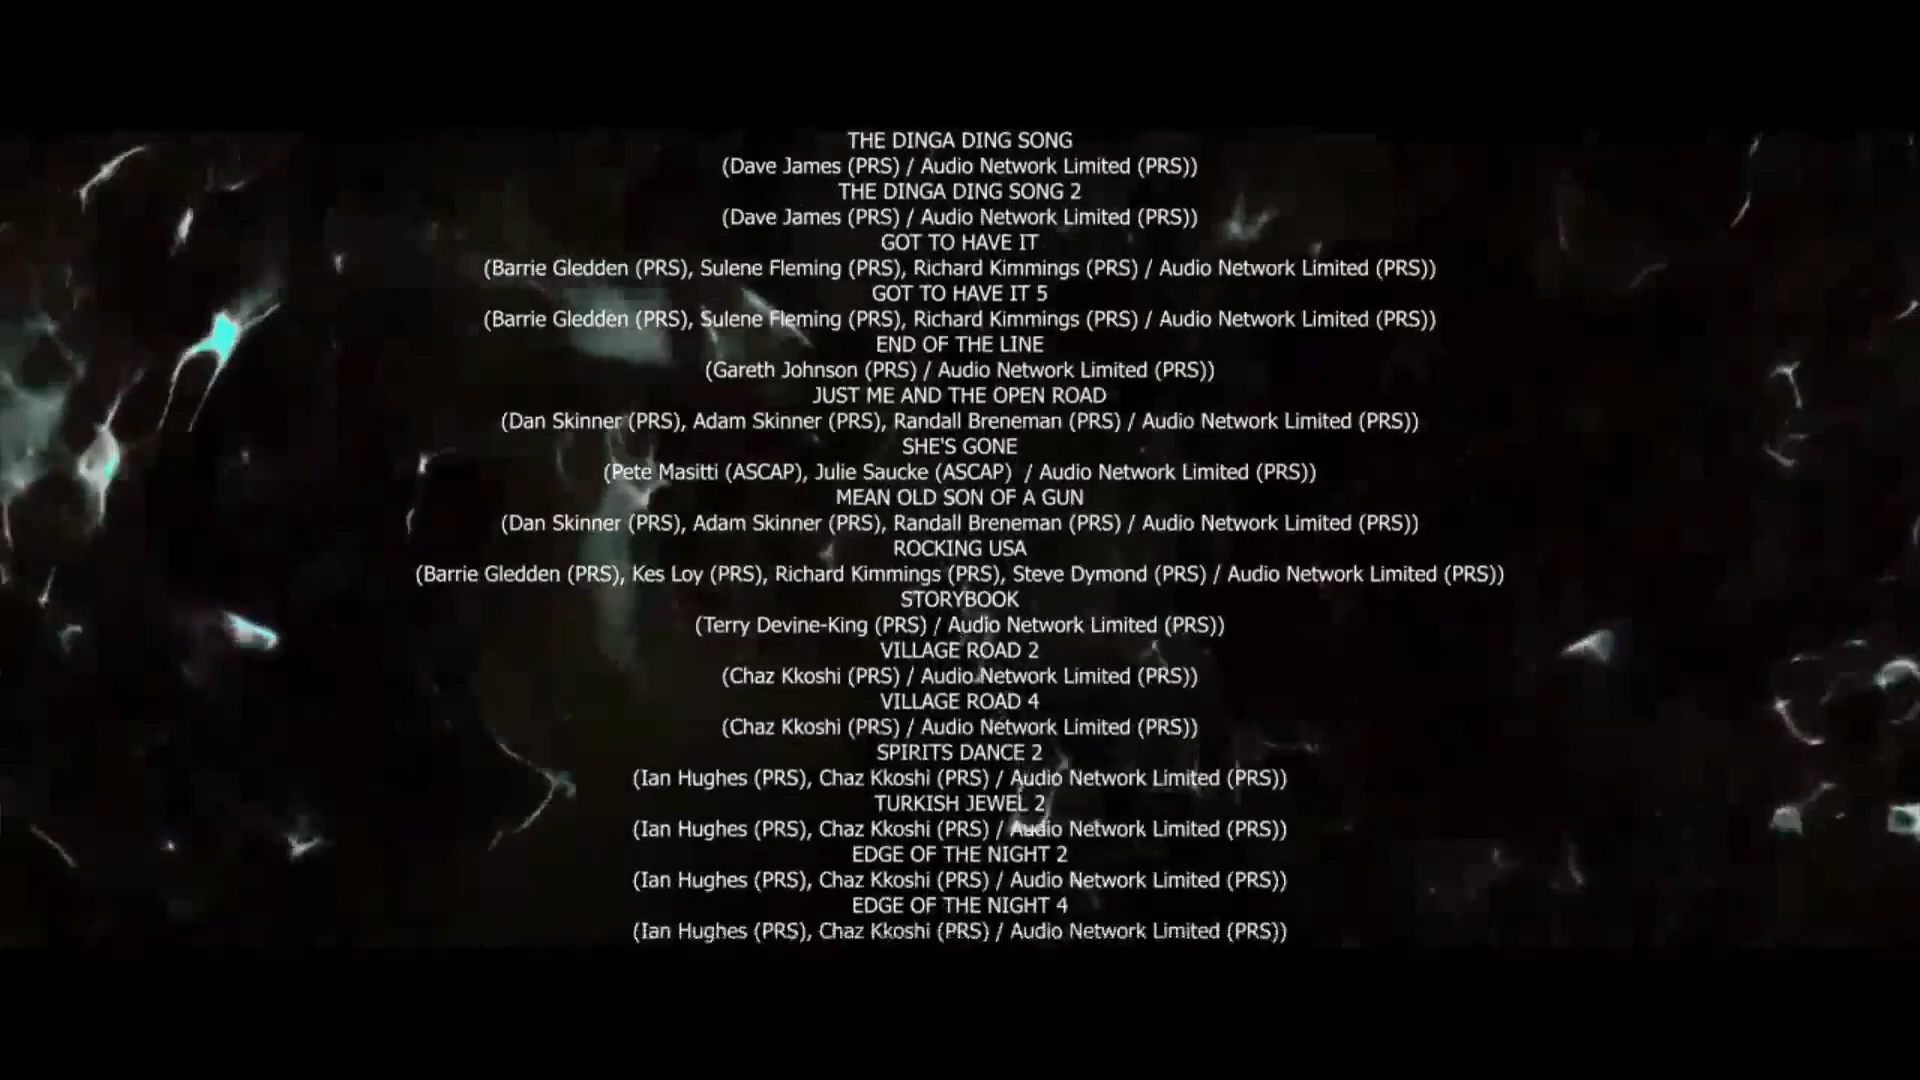 THE DINGA DING SONG
(Dave James (PRS) / Audio Network Limited (PRS))
THE DINGA DING SONG 2
(Dave James (PRS) / Audio Network Limited (PRS))
GOT TO HAVE IT
(Barrie Gledden (PRS), Sulene Fleming (PRS), Richard Kimmings (PRS) / Audio Network Limited (PRS))
GOT TO HAVE IT 5
(Barrie Gledden (PRS), Sulene Fleming (PRS), Richard Kimmings (PRS) / Audio Network Limited (PRS))
END OF THE LINE
(Gareth Johnson (PRS) / Audio Network Limited (PRS))
JUST ME AND THE OPEN ROAD
(Dan Skinner (PRS), Adam Skinner (PRS), Randall Breneman (PRS) / Audio Network Limited (PRS))
SHE'S GONE
(Pete Masitti (ASCAP), Julie Saucke (ASCAP)  / Audio Network Limited (PRS))
MEAN OLD SON OF A GUN
(Dan Skinner (PRS), Adam Skinner (PRS), Randall Breneman (PRS) / Audio Network Limited (PRS))
ROCKING USA
(Barrie Gledden (PRS), Kes Loy (PRS), Richard Kimmings (PRS), Steve Dymond (PRS) / Audio Network Limited (PRS))
STORYBOOK
(Terry Devine-King (PRS) / Audio Network Limited (PRS))
VILLAGE ROAD 2
(Chaz Kkoshi (PRS) / Audio Network Limited (PRS))
VILLAGE ROAD 4
(Chaz Kkoshi (PRS) / Audio Network Limited (PRS))
SPIRITS DANCE 2
(Ian Hughes (PRS), Chaz Kkoshi (PRS) / Audio Network Limited (PRS))
TURKISH JEWEL 2
(Ian Hughes (PRS), Chaz Kkoshi (PRS) / Audio Network Limited (PRS))
EDGE OF THE NIGHT 2
(Ian Hughes (PRS), Chaz Kkoshi (PRS) / Audio Network Limited (PRS))
EDGE OF THE NIGHT 4
(Ian Hughes (PRS), Chaz Kkoshi (PRS) / Audio Network Limited (PRS))